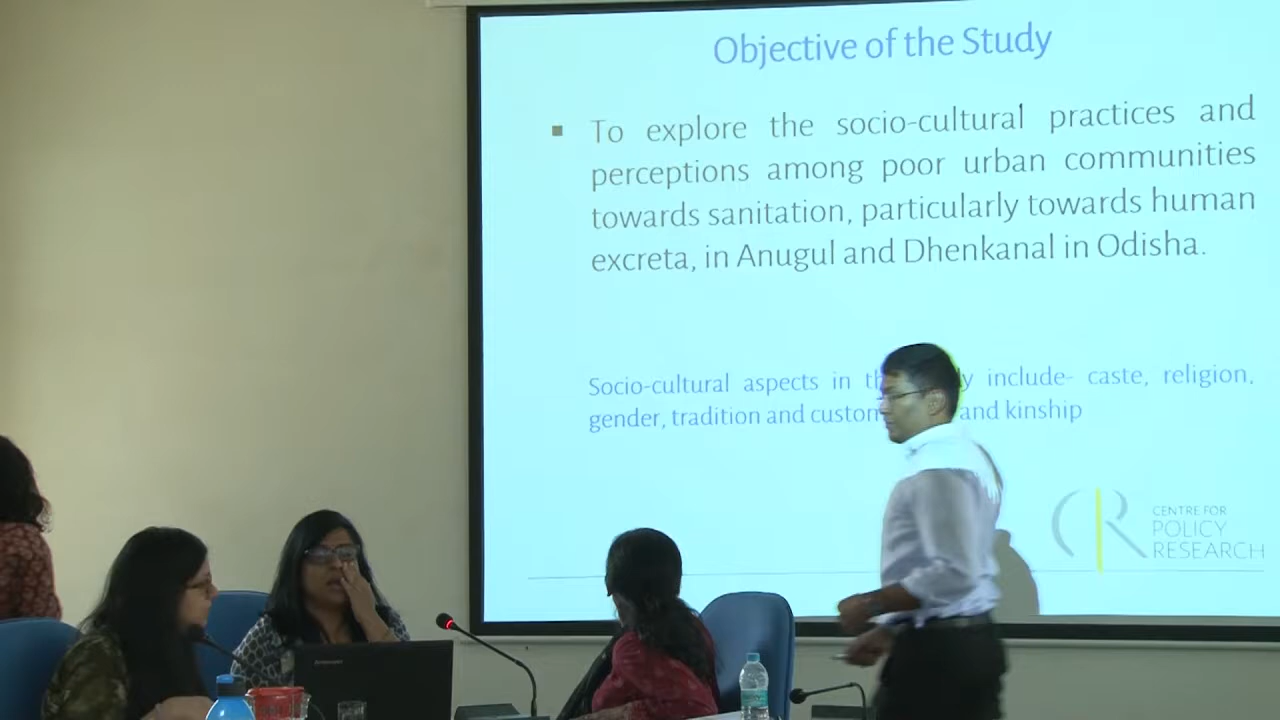 Objective of the Study
▪ To explore the socio-cultural practices and
perceptions among poor urban communities
towards sanitation, particularly towards human
excreta, in Anugul and Dhenkanal in Odisha.
Socio-cultural aspects in include- caste, religion,
gender, tradition and and kinship
CR
CENTRE FOR
POLICY
RESEARCH
lenovo